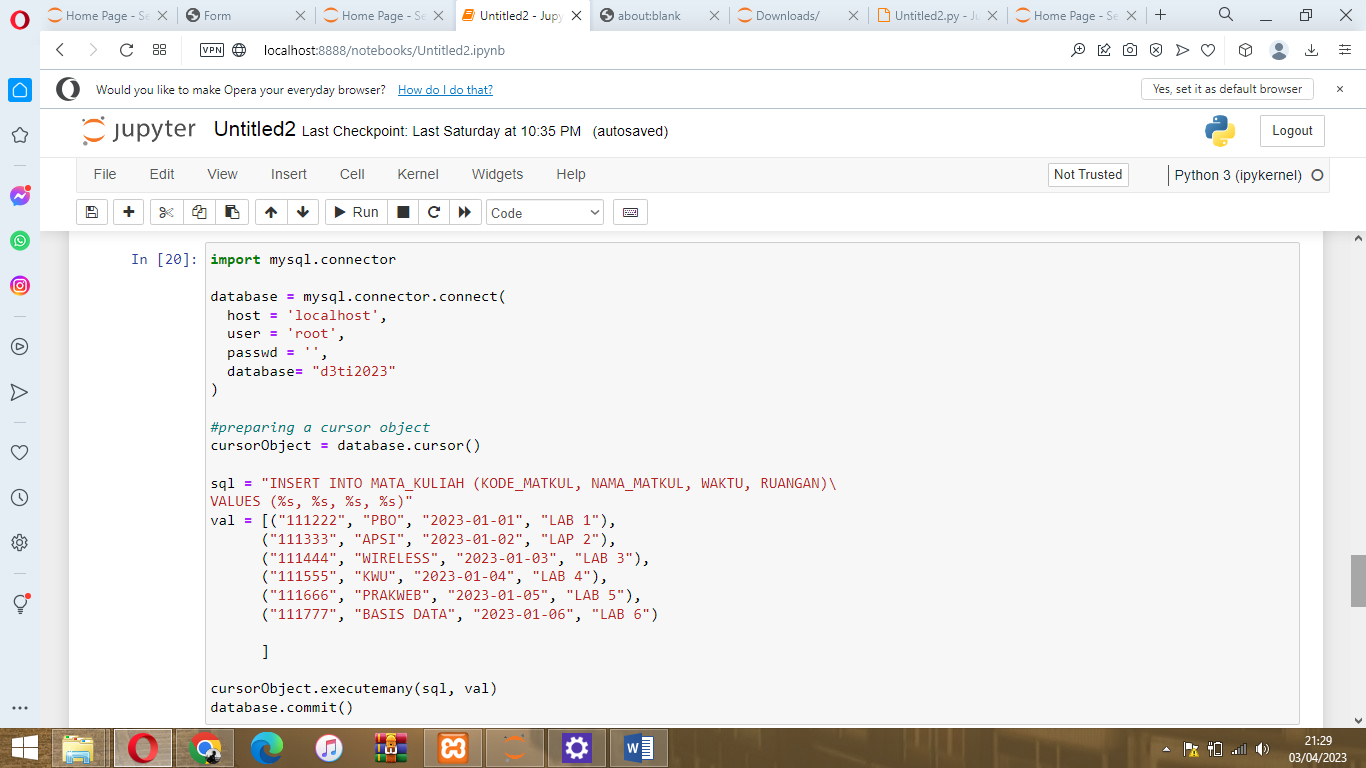 Home Page - Se
Form
Home Page - Se
Untitled2 - Jupy
about:blank
Downloads/
Untitled2.py - Ju
Home Page - Se
VPN
localhost:8888/notebooks/Untitled2.ipynb
Would you like to make Opera your everyday browser? How do I do that?
Yes, set it as default browser
jupyter Untitled2 Last Checkpoint: Last Saturday at 10:35 PM (autosaved)
Logout
File Edit View Insert Cell Kernel Widgets Help
Not Trusted
Python 3 (ipykernel)
Run
Code
In [20]:
import mysql.connector
database = mysql.connector.connect(
host = 'localhost',
user = 'root',
passwd = '',
database= "d3ti2023"
)
#preparing a cursor object
cursorObject = database.cursor()
sql = "INSERT INTO MATA_KULIAH (KODE_MATKUL, NAMA_MATKUL, WAKTU, RUANGAN)\
VALUES (%s, %s, %s, %s)"
val = [("111222", "PBO", "2023-01-01", "LAB 1"),
("111333", "APSI", "2023-01-02", "LAP 2"),
("111444", "WIRELESS", "2023-01-03", "LAB 3"),
("111555", "KWU", "2023-01-04", "LAB 4"),
("111666", "PRAKWEB", "2023-01-05", "LAB 5"),
("111777", "BASIS DATA", "2023-01-06", "LAB 6")
]
cursorObject.executemany(sql, val)
database.commit()
21:29
03/04/2023